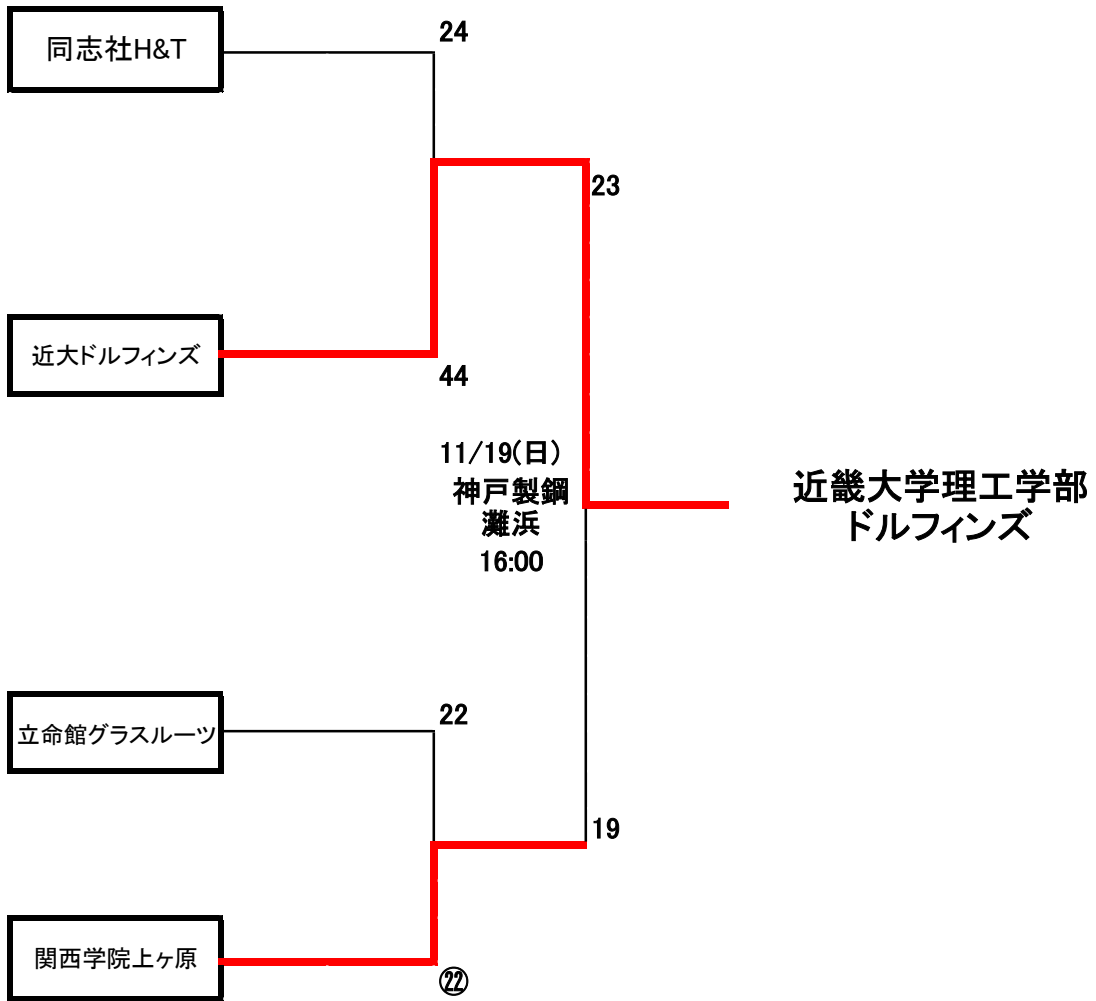 同志社H&T
24
23
近大ドルフィンズ
44
11/19(日)
神戸製鋼
灘浜
16:00
近畿大学理工学部
ドルフィンズ
立命館グラスルーツ
22
19
関西学院上ヶ原
㉒